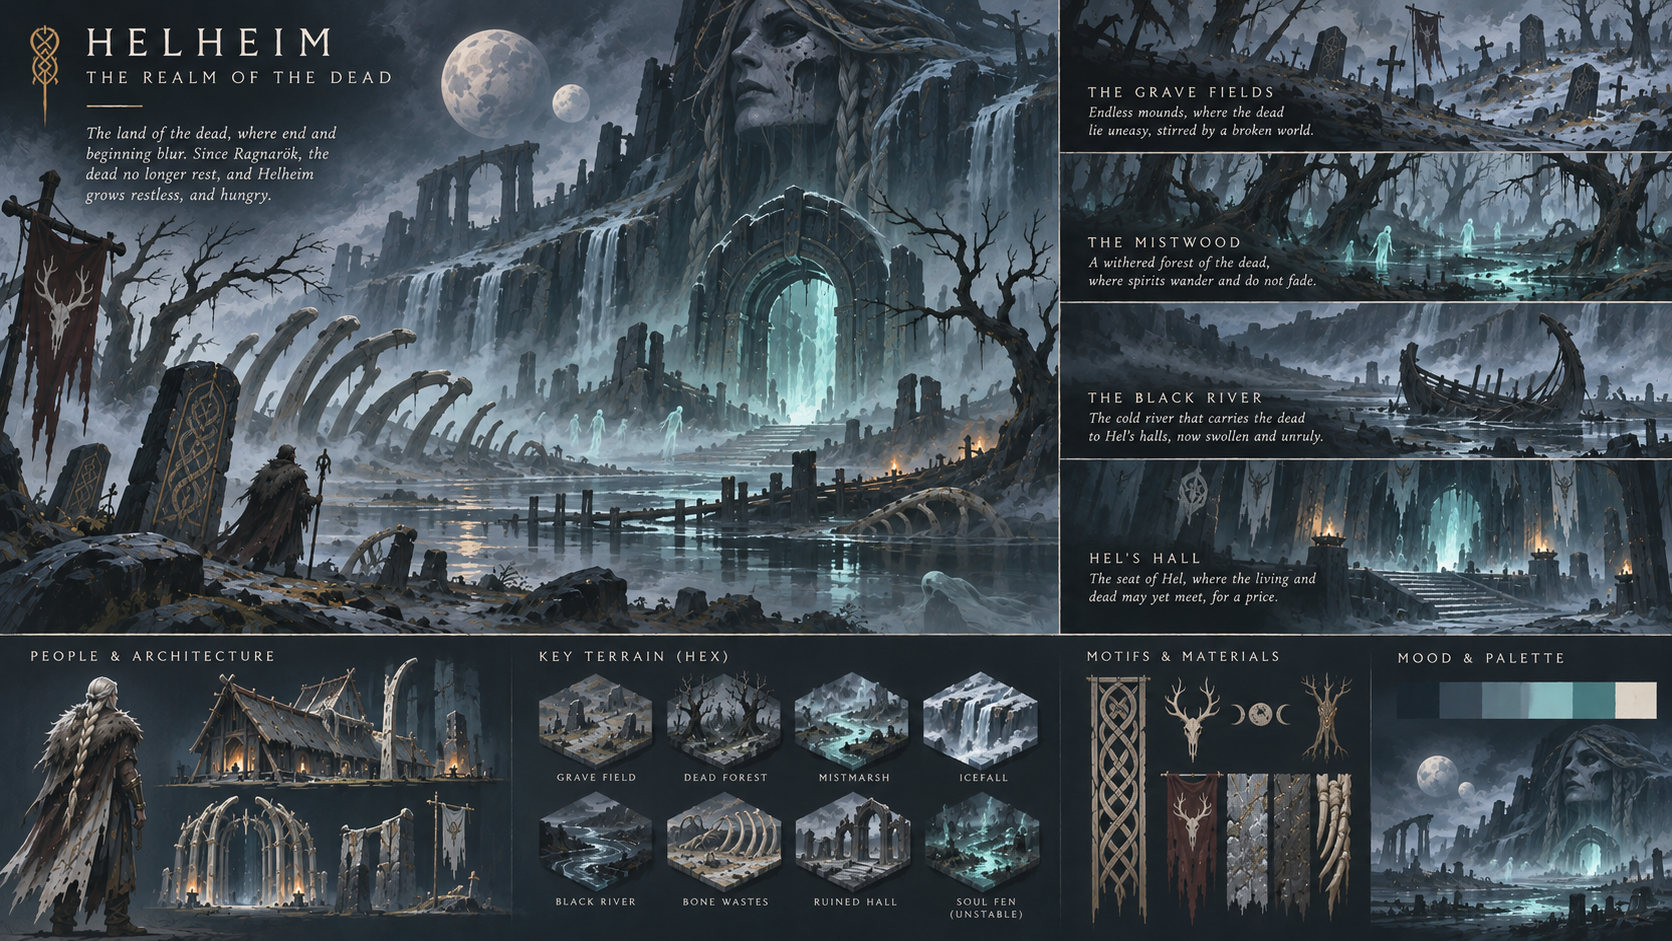 HELHEIM
THE REALM OF THE DEAD
The land of the dead, where end and
beginning blur. Since Ragnarök, the
dead no longer rest, and Helheim
grows restless, and hungry.
THE GRAVE FIELDS
Endless mounds, where the dead
lie uneasy, stirred by a broken world.
THE MISTWOOD
A withered forest of the dead,
where spirits wander and do not fade.
THE BLACK RIVER
The cold river that carries the dead
to Hel's halls, now swollen and unruly.
HEL'S HALL
The seat of Hel, where the living and
dead may yet meet, for a price.
PEOPLE & ARCHITECTURE
KEY TERRAIN (HEX)
GRAVE FIELD
DEAD FOREST
MISTMARSH
ICEFALL
BLACK RIVER
BONE WASTES
RUINED HALL
SOUL FEN
(UNSTABLE)
MOTIFS & MATERIALS
MOOD & PALETTE